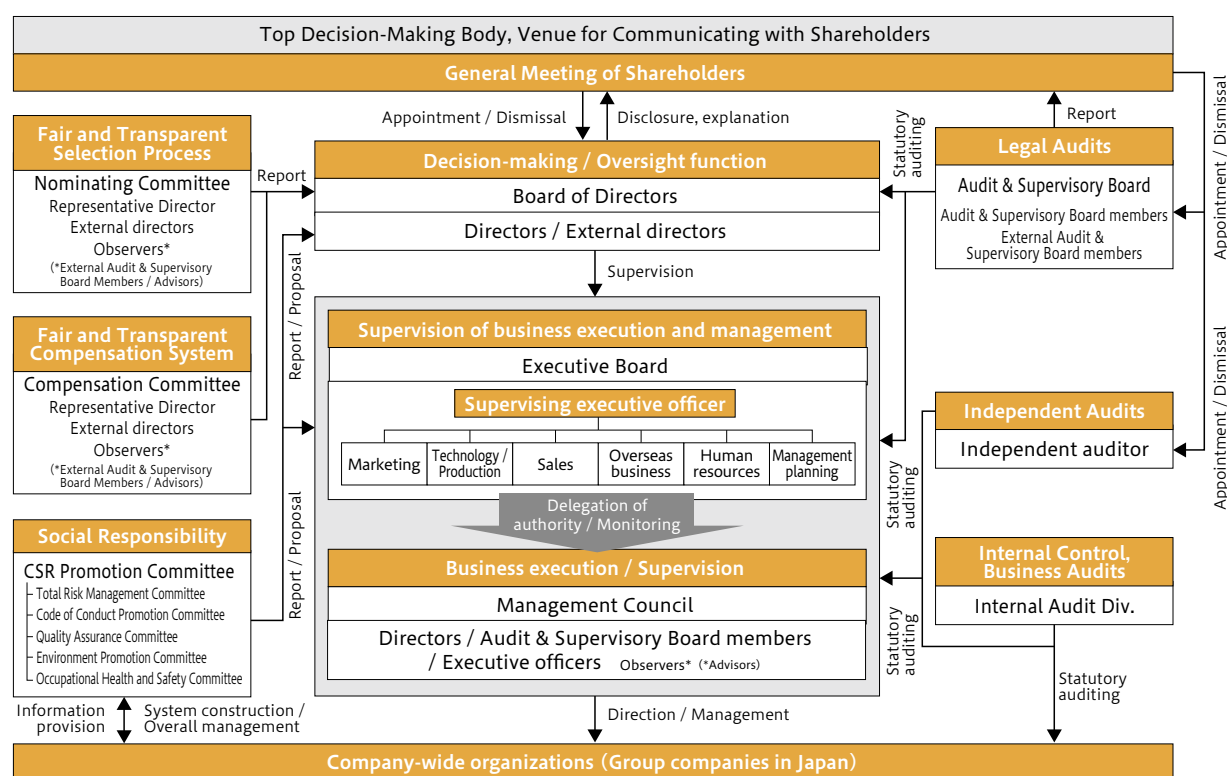 Top Decision-Making Body, Venue for Communicating with Shareholders
General Meeting of Shareholders
Appointment / Dismissal
Disclosure, explanation
Report
Appointment / Dismissal
Fair and Transparent
Selection Process
Nominating Committee
Representative Director
External directors
Observers*
(*External Audit & Supervisory
Board Members / Advisors)
Report
Decision-making / Oversight function
Board of Directors
Directors / External directors
Statutory
auditing
Legal Audits
Audit & Supervisory Board
Audit & Supervisory Board members
External Audit &
Supervisory Board members
Supervision
Report / Proposal
Fair and Transparent
Compensation System
Compensation Committee
Representative Director
External directors
Observers*
(*External Audit & Supervisory
Board Members / Advisors)
Supervision of business execution and management
Executive Board
Supervising executive officer
Marketing
Technology /
Production
Sales
Overseas
business
Human
resources
Management
planning
Independent Audits
Independent auditor
Appointment / Dismissal
Delegation of
authority / Monitoring
Statutory
auditing
Report / Proposal
Social Responsibility
CSR Promotion Committee
Total Risk Management Committee
Code of Conduct Promotion Committee
Quality Assurance Committee
Environment Promotion Committee
Occupational Health and Safety Committee
Business execution / Supervision
Management Council
Directors / Audit & Supervisory Board members
/ Executive officers Observers* (*Advisors)
Statutory
auditing
Internal Control,
Business Audits
Internal Audit Div.
Statutory
auditing
Information
provision
System construction /
Overall management
Direction / Management
Company-wide organizations (Group companies in Japan)